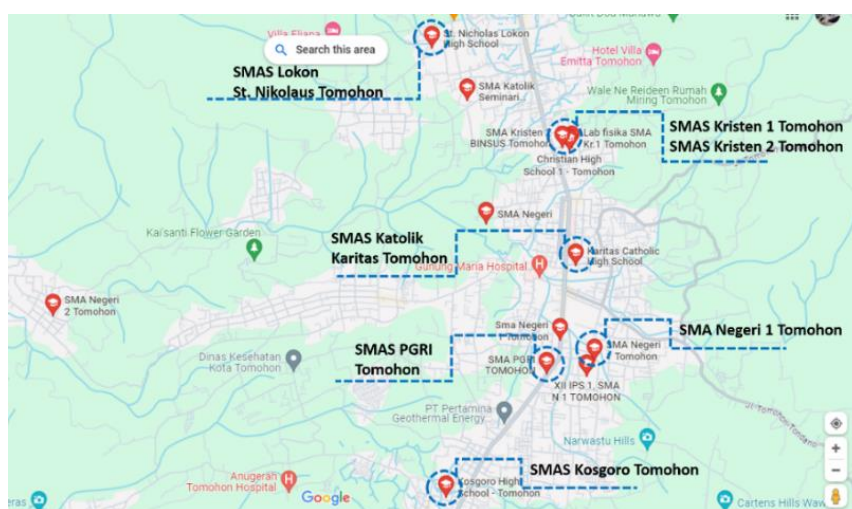 Villa Eliana
Search this area
St. Nicholas Lokon
High School
SMAS Lokon
St. Nikolaus Tomohon
SMA Katolik
Seminari
Hotel Villa
Emitta Tomohon
Wale Ne Reideen Rumah
Miring Tomohon
SMA Kristen
BINSUS Tomohon
Lab fisika SMA
Kr.1 Tomohon
Christian High
School 1 - Tomohon
SMAS Kristen 1 Tomohon
SMAS Kristen 2 Tomohon
SMA Negeri
Kai'santi Flower Garden
SMAS Katolik
Karitas Tomohon
Karitas Catholic
High School
Gunung Maria Hospital
SMA Negeri
2 Tomohon
Sma Negeri
1 Tomohon
SMA Negeri 1 Tomohon
SMA Negeri
Tomohon
SMAS PGRI
Tomohon
SMA PGRI
TOMOHON
Dinas Kesehatan
Kota Tomohon
XII IPS 1, SMA
N 1 TOMOHON
PT Pertamina
Geothermal Energy
Narwastu Hills
SMAS Kosgoro Tomohon
Kosgoro High
School - Tomohon
Anugerah
Tomohon Hospital
Google
eras
Cartens Hills Waw